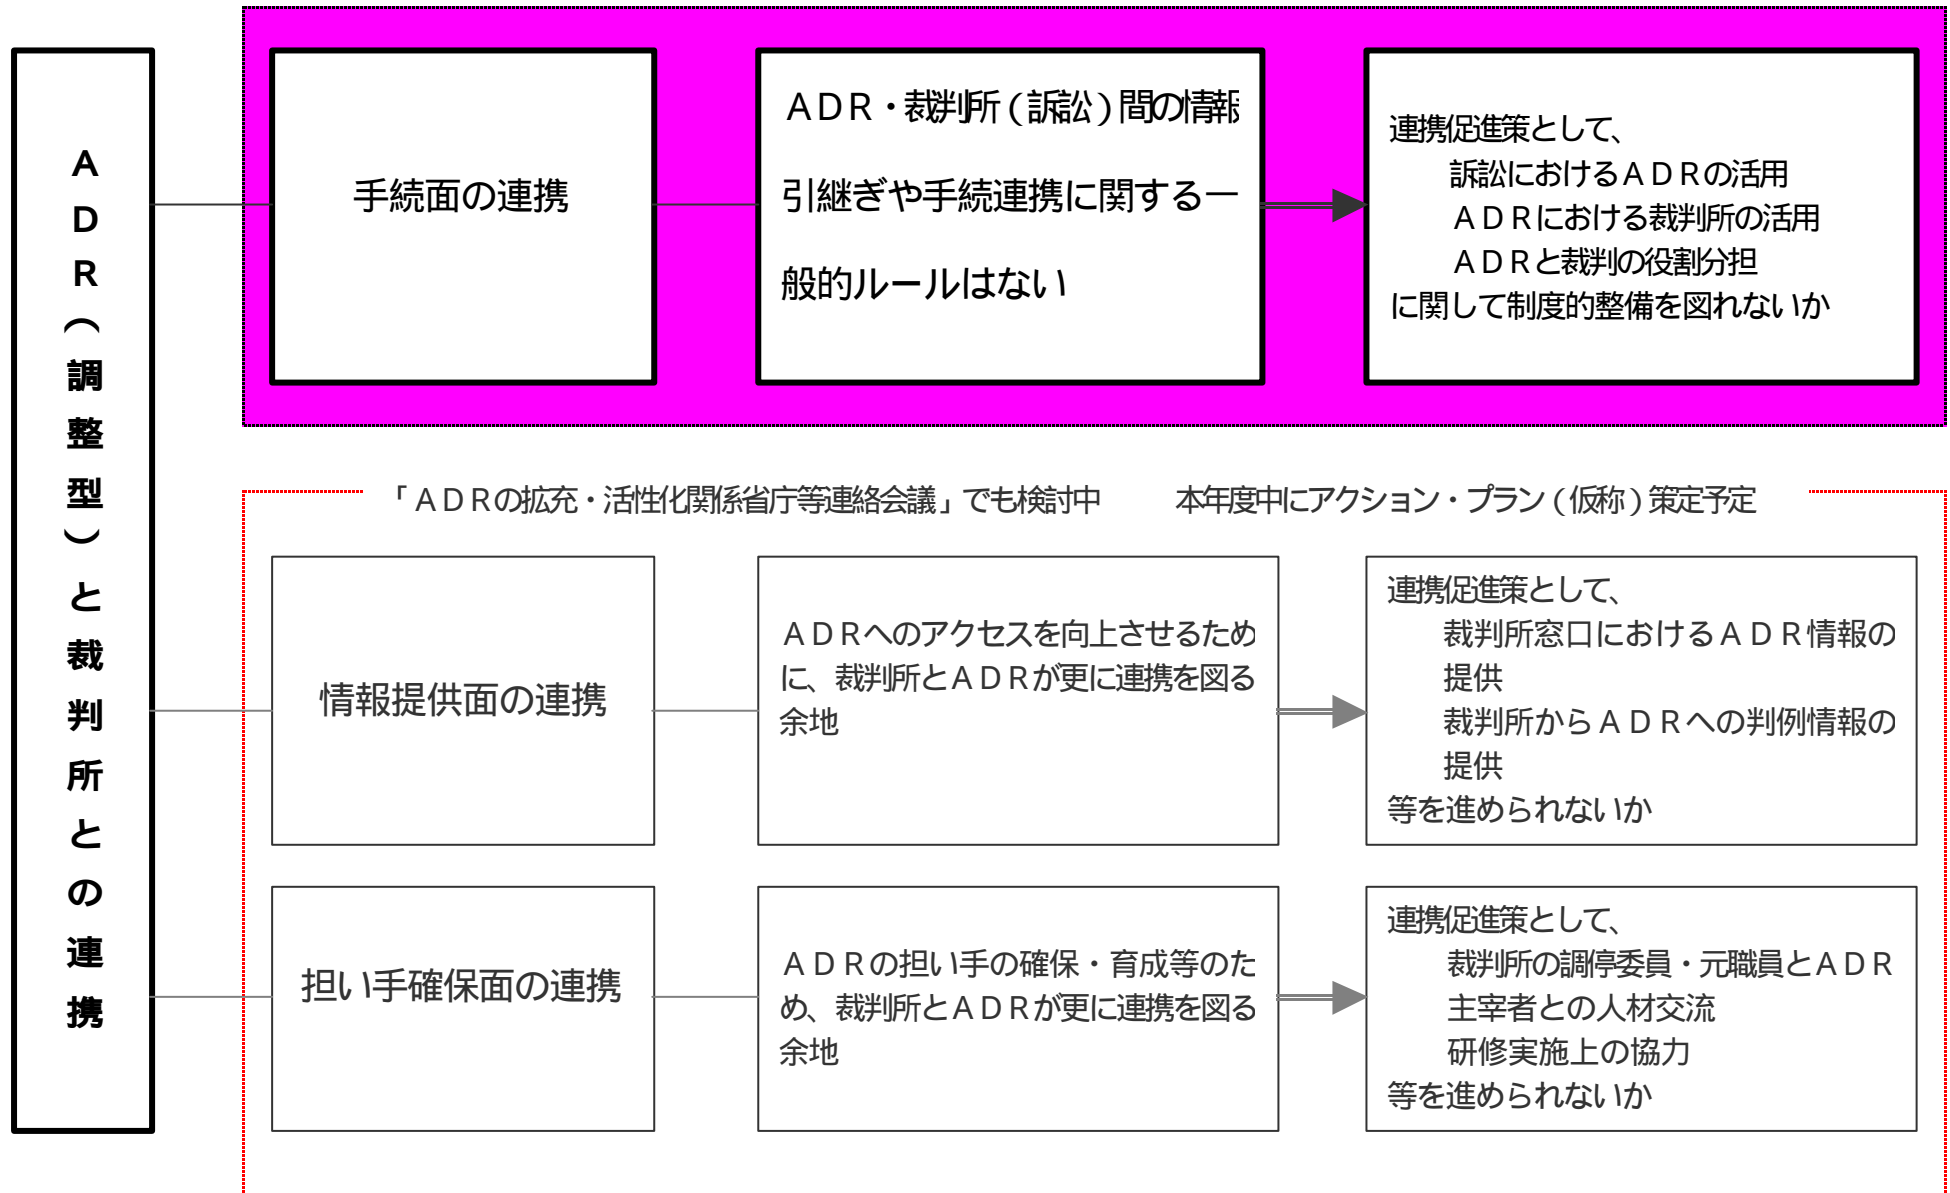 ADR(調整型)と裁判所との連携
手続面の連携
ADR・裁判所(訴訟)間の情報
引継ぎや手続連携に関する一
般的ルールはない
連携促進策として、
訴訟におけるADRの活用
ADRにおける裁判所の活用
ADRと裁判の役割分担
に関して制度的整備を図れないか
「ADRの拡充・活性化関係省庁等連絡会議」でも検討中 本年度中にアクション・プラン(仮称)策定予定
情報提供面の連携
ADRへのアクセスを向上させるため
に、裁判所とADRが更に連携を図る
余地
連携促進策として、
裁判所窓口におけるADR情報の
提供
裁判所からADRへの判例情報の
提供
等を進められないか
担い手確保面の連携
ADRの担い手の確保・育成等のた
め、裁判所とADRが更に連携を図る
余地
連携促進策として、
裁判所の調停委員・元職員とADR
主宰者との人材交流
研修実施上の協力
等を進められないか